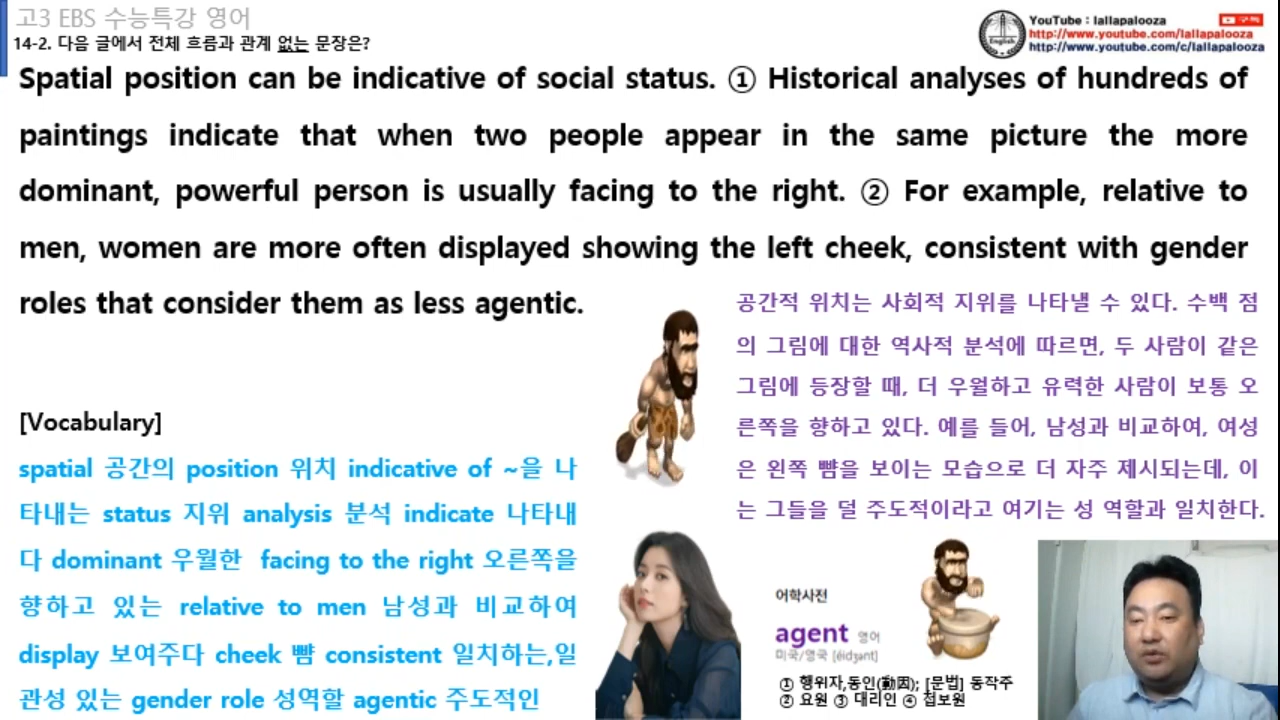 고3 EBS 수능특강 영어
14-2. 다음 글에서 전체 흐름과 관계 없는 문장은?
YouTube : lallapalooza
구독
http://www.youtube.com/lallapalooza
http://www.youtube.com/c/lallapalooza
English
Spatial position can be indicative of social status. ① Historical analyses of hundreds of
paintings indicate that when two people appear in the same picture the more
dominant, powerful person is usually facing to the right. ② For example, relative to
men, women are more often displayed showing the left cheek, consistent with gender
roles that consider them as less agentic.
공간적 위치는 사회적 지위를 나타낼 수 있다. 수백 점
의 그림에 대한 역사적 분석에 따르면, 두 사람이 같은
그림에 등장할 때, 더 우월하고 유력한 사람이 보통 오
른쪽을 향하고 있다. 예를 들어, 남성과 비교하여, 여성
은 왼쪽 뺨을 보이는 모습으로 더 자주 제시되는데, 이
는 그들을 덜 주도적이라고 여기는 성 역할과 일치한다.
[Vocabulary]
spatial 공간의 position 위치 indicative of ~을 나
타내는 status 지위 analysis 분석 indicate 나타내
다 dominant 우월한 facing to the right 오른쪽을
향하고 있는 relative to men 남성과 비교하여
display 보여주다 cheek 뺨 consistent 일치하는,일
관성 있는 gender role 성역할 agentic 주도적인
어학사전
agent 영어
미국/영국 [éidʒənt]
① 행위자,동인(動因); [문법] 동작주
② 요원 ③ 대리인 ④ 첩보원